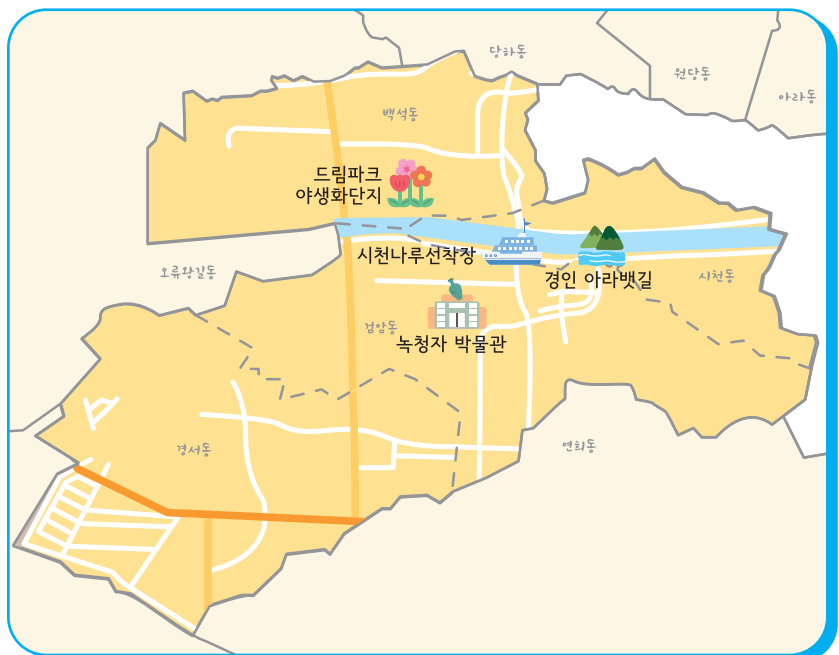 당하동
원당동
아라동
백석동
드림파크
야생화단지
시천나루선착장
오류왕길동
경인 아라뱃길
시천동
검암동
녹청자 박물관
경서동
연희동